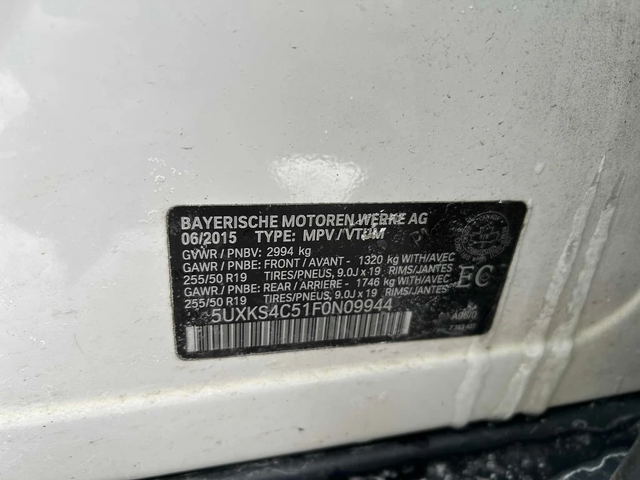 BAYERISCHE MOTOREN WERKE AG
06/2015 TYPE: MPV/VTUM
GVWR / PNBV: 2994 kg
GAWR / PNBE: FRONT / AVANT - 1320 kg WITH/AVEC
255/50 R19 TIRES/PNEUS, 9.0J x 19 RIMS/JANTES
GAWR / PNBE: REAR / ARRIERE - 1746 kg WITH/AVEC
255/50 R19 TIRES/PNEUS, 9.0J x 19 RIMS/JANTES
EC
5UXKS4C51F0N09944